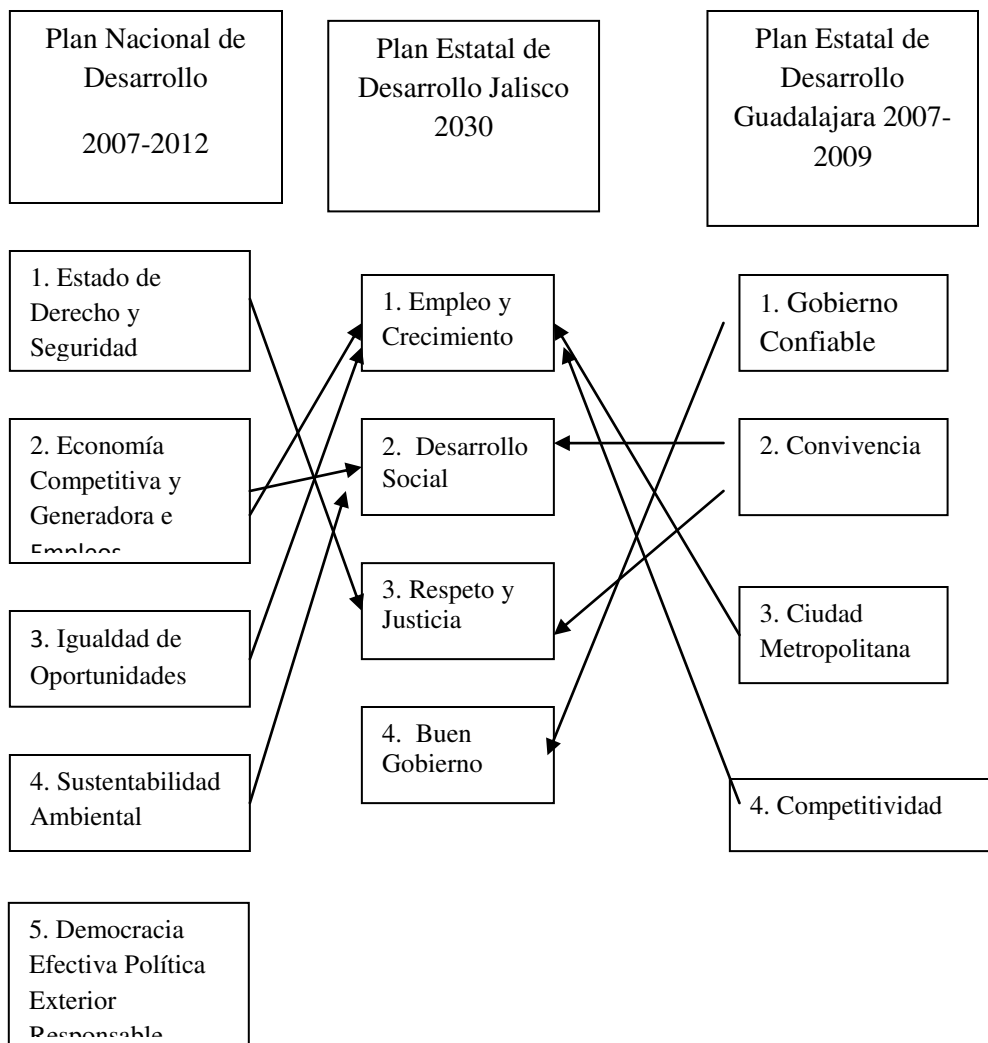 Plan Nacional de
Desarrollo
2007-2012
Plan Estatal de
Desarrollo Jalisco
2030
Plan Estatal de
Desarrollo
Guadalajara 2007-
2009
1. Estado de
Derecho y
Seguridad
2. Economía
Competitiva y
Generadora e
Empleos
3. Igualdad de
Oportunidades
4. Sustentabilidad
Ambiental
5. Democracia
Efectiva Política
Exterior
Responsable
1. Empleo y
Crecimiento
2. Desarrollo
Social
3. Respeto y
Justicia
4. Buen
Gobierno
1. Gobierno
Confiable
2. Convivencia
3. Ciudad
Metropolitana
4. Competitividad